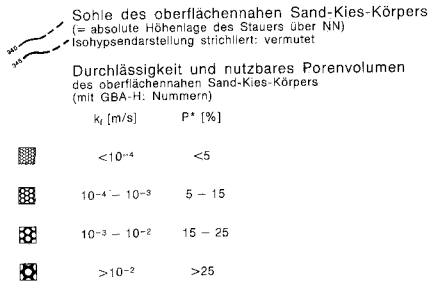 Sohle des oberflächennahen Sand-Kies-Körpers
(= absolute Höhenlage des Stauers über NN)
340
345
Isohypsendarstellung strichliert: vermutet
Durchlässigkeit und nutzbares Porenvolumen
des oberflächennahen Sand-Kies-Körpers
(mit GBA-H: Nummern)
kf [m/s] P* [%]
<10⁻⁴ <5
10⁻⁴ – 10⁻³ 5 – 15
10⁻³ – 10⁻² 15 – 25
>10⁻² >25